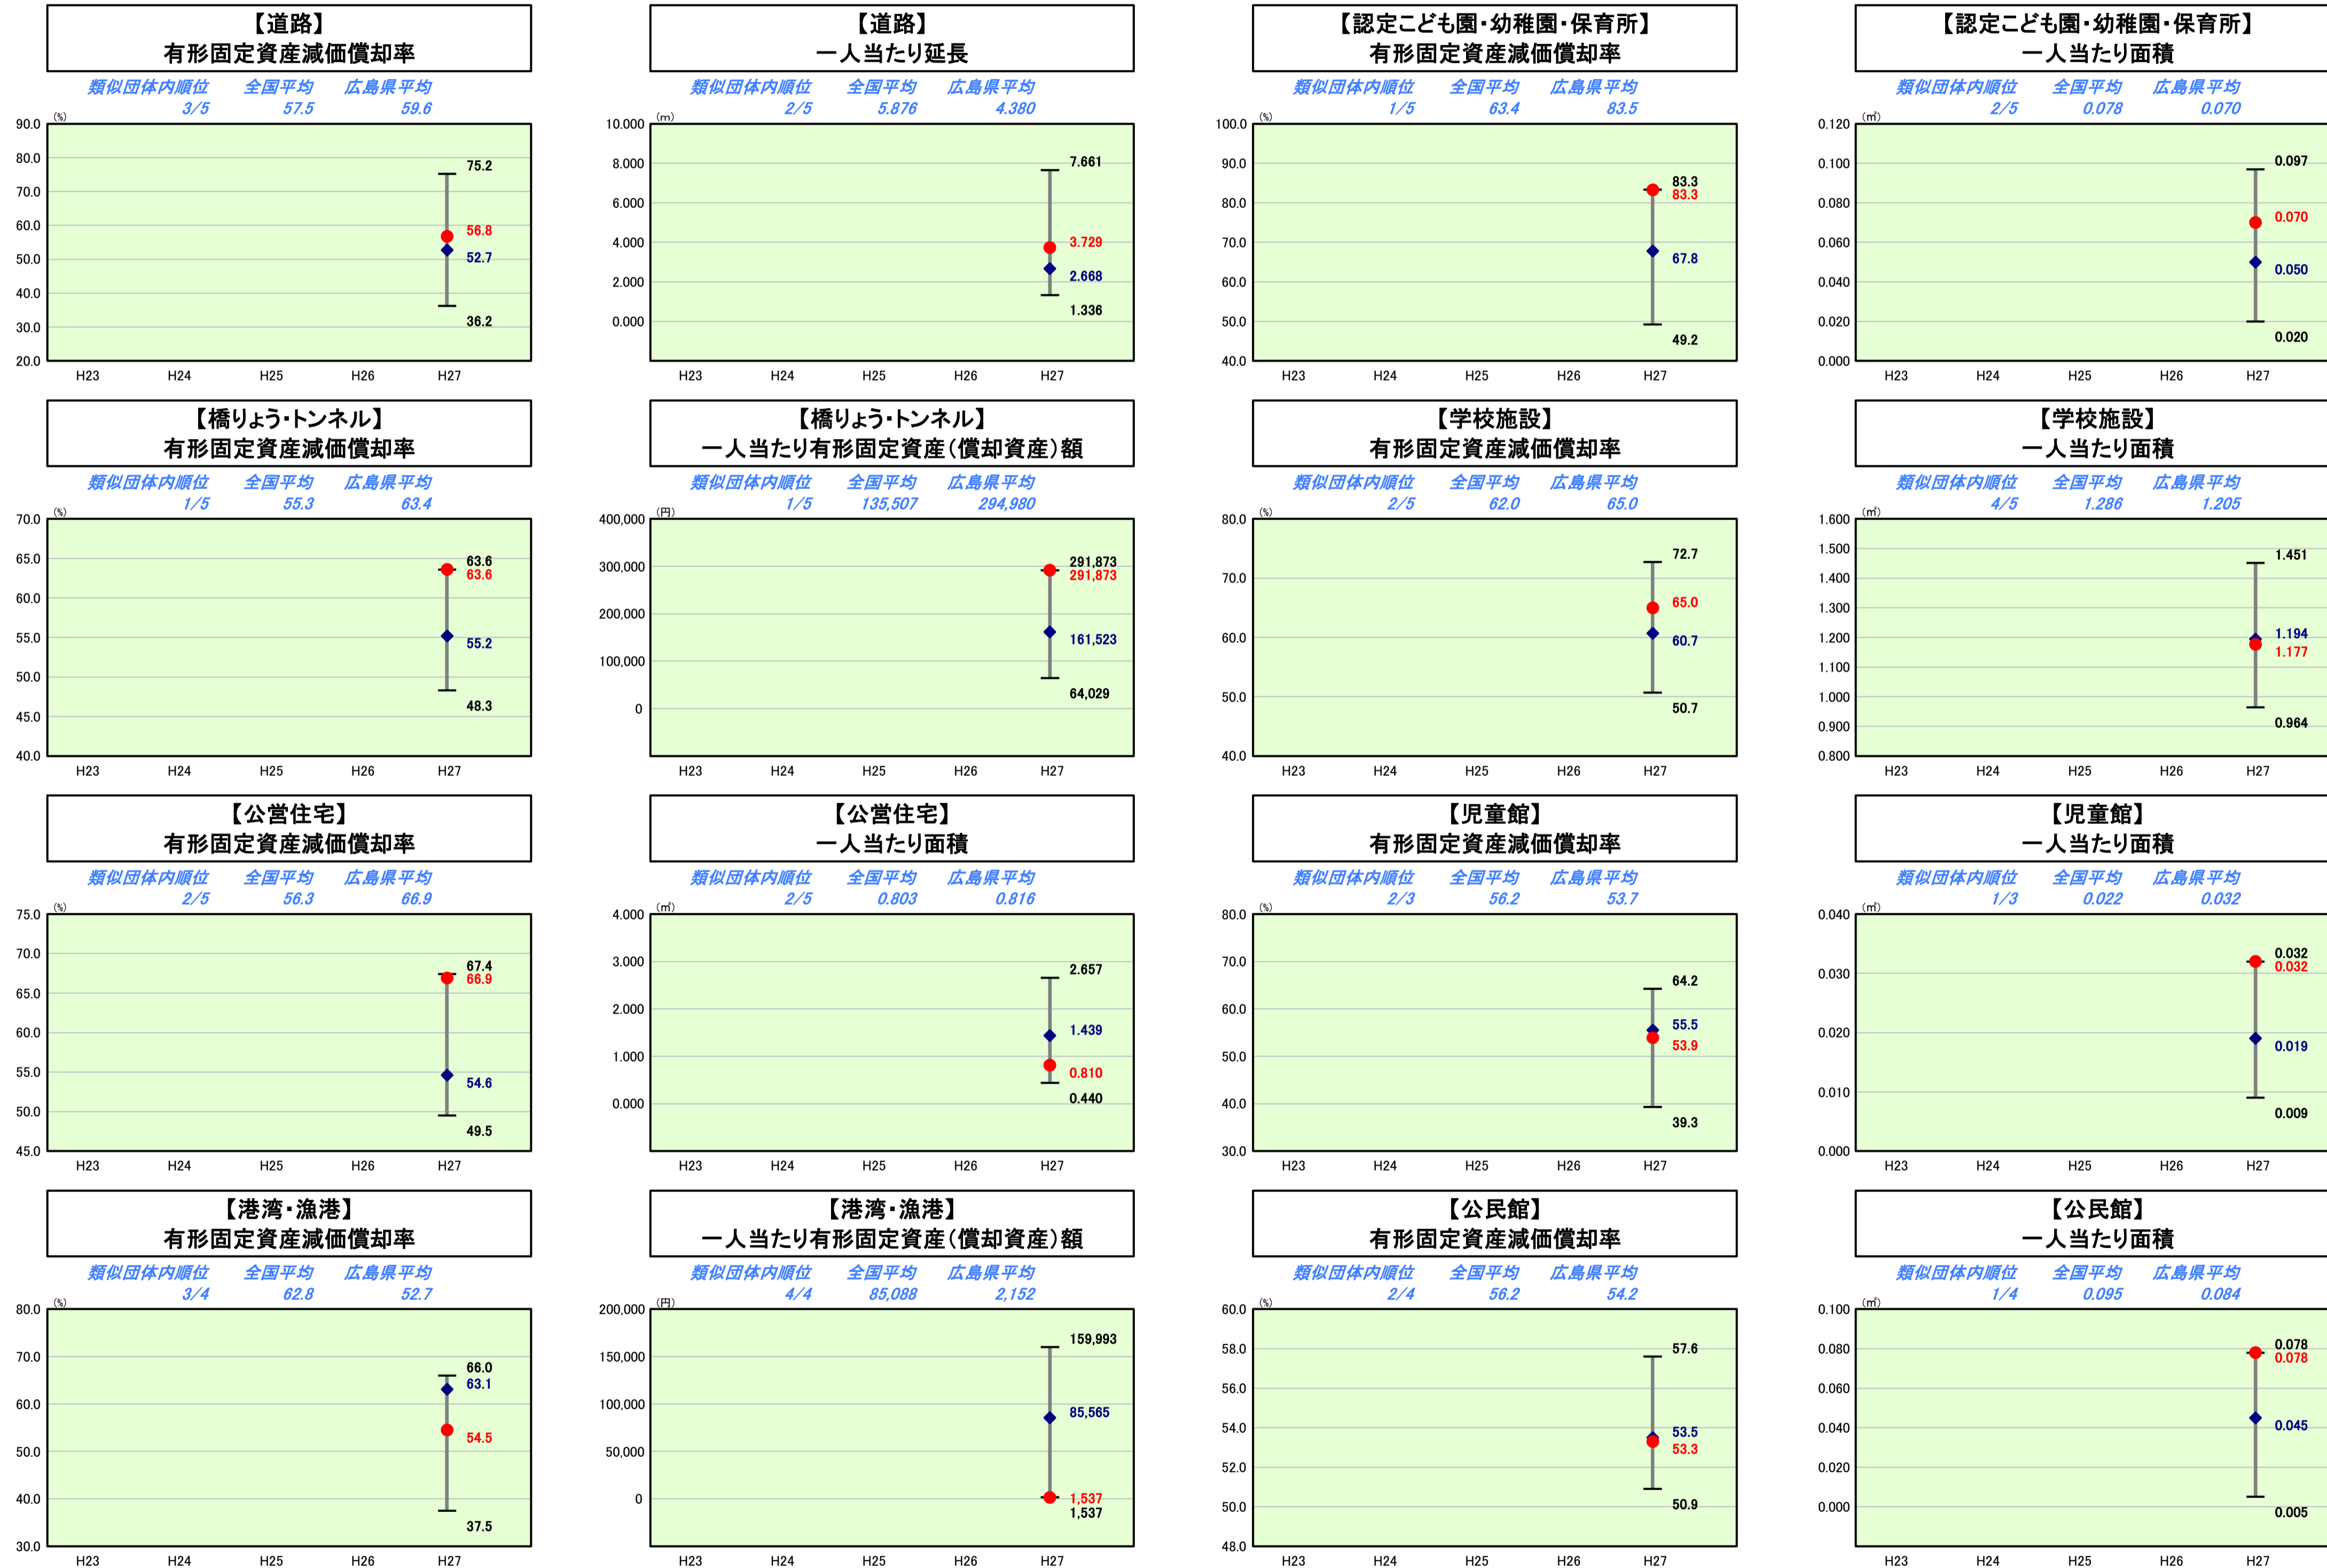 【道路】
有形固定資産減価償却率
類似団体内順位 全国平均 広島県平均
3/5 57.5 59.6
(%)
90.0
80.0
70.0
60.0
50.0
40.0
30.0
20.0
75.2
56.8
52.7
36.2
H23 H24 H25 H26 H27
【道路】
一人当たり延長
類似団体内順位 全国平均 広島県平均
2/5 5.876 4.380
(m)
10.000
8.000
6.000
4.000
2.000
0.000
7.661
3.729
2.668
1.336
H23 H24 H25 H26 H27
【認定こども園・幼稚園・保育所】
有形固定資産減価償却率
類似団体内順位 全国平均 広島県平均
1/5 63.4 83.5
(%)
100.0
90.0
80.0
70.0
60.0
50.0
40.0
83.3
83.3
67.8
49.2
H23 H24 H25 H26 H27
【認定こども園・幼稚園・保育所】
一人当たり面積
類似団体内順位 全国平均 広島県平均
2/5 0.078 0.070
(㎡)
0.120
0.100
0.080
0.060
0.040
0.020
0.000
0.097
0.070
0.050
0.020
H23 H24 H25 H26 H27
【橋りょう・トンネル】
有形固定資産減価償却率
類似団体内順位 全国平均 広島県平均
1/5 55.3 63.4
(%)
70.0
65.0
60.0
55.0
50.0
45.0
40.0
63.6
63.6
55.2
48.3
H23 H24 H25 H26 H27
【橋りょう・トンネル】
一人当たり有形固定資産(償却資産)額
類似団体内順位 全国平均 広島県平均
1/5 135,507 294,980
(円)
400,000
300,000
200,000
100,000
0
291,873
291,873
161,523
64,029
H23 H24 H25 H26 H27
【学校施設】
有形固定資産減価償却率
類似団体内順位 全国平均 広島県平均
2/5 62.0 65.0
(%)
80.0
70.0
60.0
50.0
40.0
72.7
65.0
60.7
50.7
H23 H24 H25 H26 H27
【学校施設】
一人当たり面積
類似団体内順位 全国平均 広島県平均
4/5 1.286 1.205
(㎡)
1.600
1.500
1.400
1.300
1.200
1.100
1.000
0.900
0.800
1.451
1.194
1.177
0.964
H23 H24 H25 H26 H27
【公営住宅】
有形固定資産減価償却率
類似団体内順位 全国平均 広島県平均
2/5 56.3 66.9
(%)
75.0
70.0
65.0
60.0
55.0
50.0
45.0
67.4
66.9
54.6
49.5
H23 H24 H25 H26 H27
【公営住宅】
一人当たり面積
類似団体内順位 全国平均 広島県平均
2/5 0.803 0.816
(㎡)
4.000
3.000
2.000
1.000
0.000
2.657
1.439
0.810
0.440
H23 H24 H25 H26 H27
【児童館】
有形固定資産減価償却率
類似団体内順位 全国平均 広島県平均
2/3 56.2 53.7
(%)
80.0
70.0
60.0
50.0
40.0
30.0
64.2
55.5
53.9
39.3
H23 H24 H25 H26 H27
【児童館】
一人当たり面積
類似団体内順位 全国平均 広島県平均
1/3 0.022 0.032
(㎡)
0.040
0.030
0.020
0.010
0.000
0.032
0.032
0.019
0.009
H23 H24 H25 H26 H27
【港湾・漁港】
有形固定資産減価償却率
類似団体内順位 全国平均 広島県平均
3/4 62.8 52.7
(%)
80.0
70.0
60.0
50.0
40.0
30.0
66.0
63.1
54.5
37.5
H23 H24 H25 H26 H27
【港湾・漁港】
一人当たり有形固定資産(償却資産)額
類似団体内順位 全国平均 広島県平均
4/4 85,088 2,152
(円)
200,000
150,000
100,000
50,000
0
159,993
85,565
1,537
1,537
H23 H24 H25 H26 H27
【公民館】
有形固定資産減価償却率
類似団体内順位 全国平均 広島県平均
2/4 56.2 54.2
(%)
60.0
58.0
56.0
54.0
52.0
50.0
48.0
57.6
53.5
53.3
50.9
H23 H24 H25 H26 H27
【公民館】
一人当たり面積
類似団体内順位 全国平均 広島県平均
1/4 0.095 0.084
(㎡)
0.100
0.080
0.060
0.040
0.020
0.000
0.078
0.078
0.045
0.005
H23 H24 H25 H26 H27